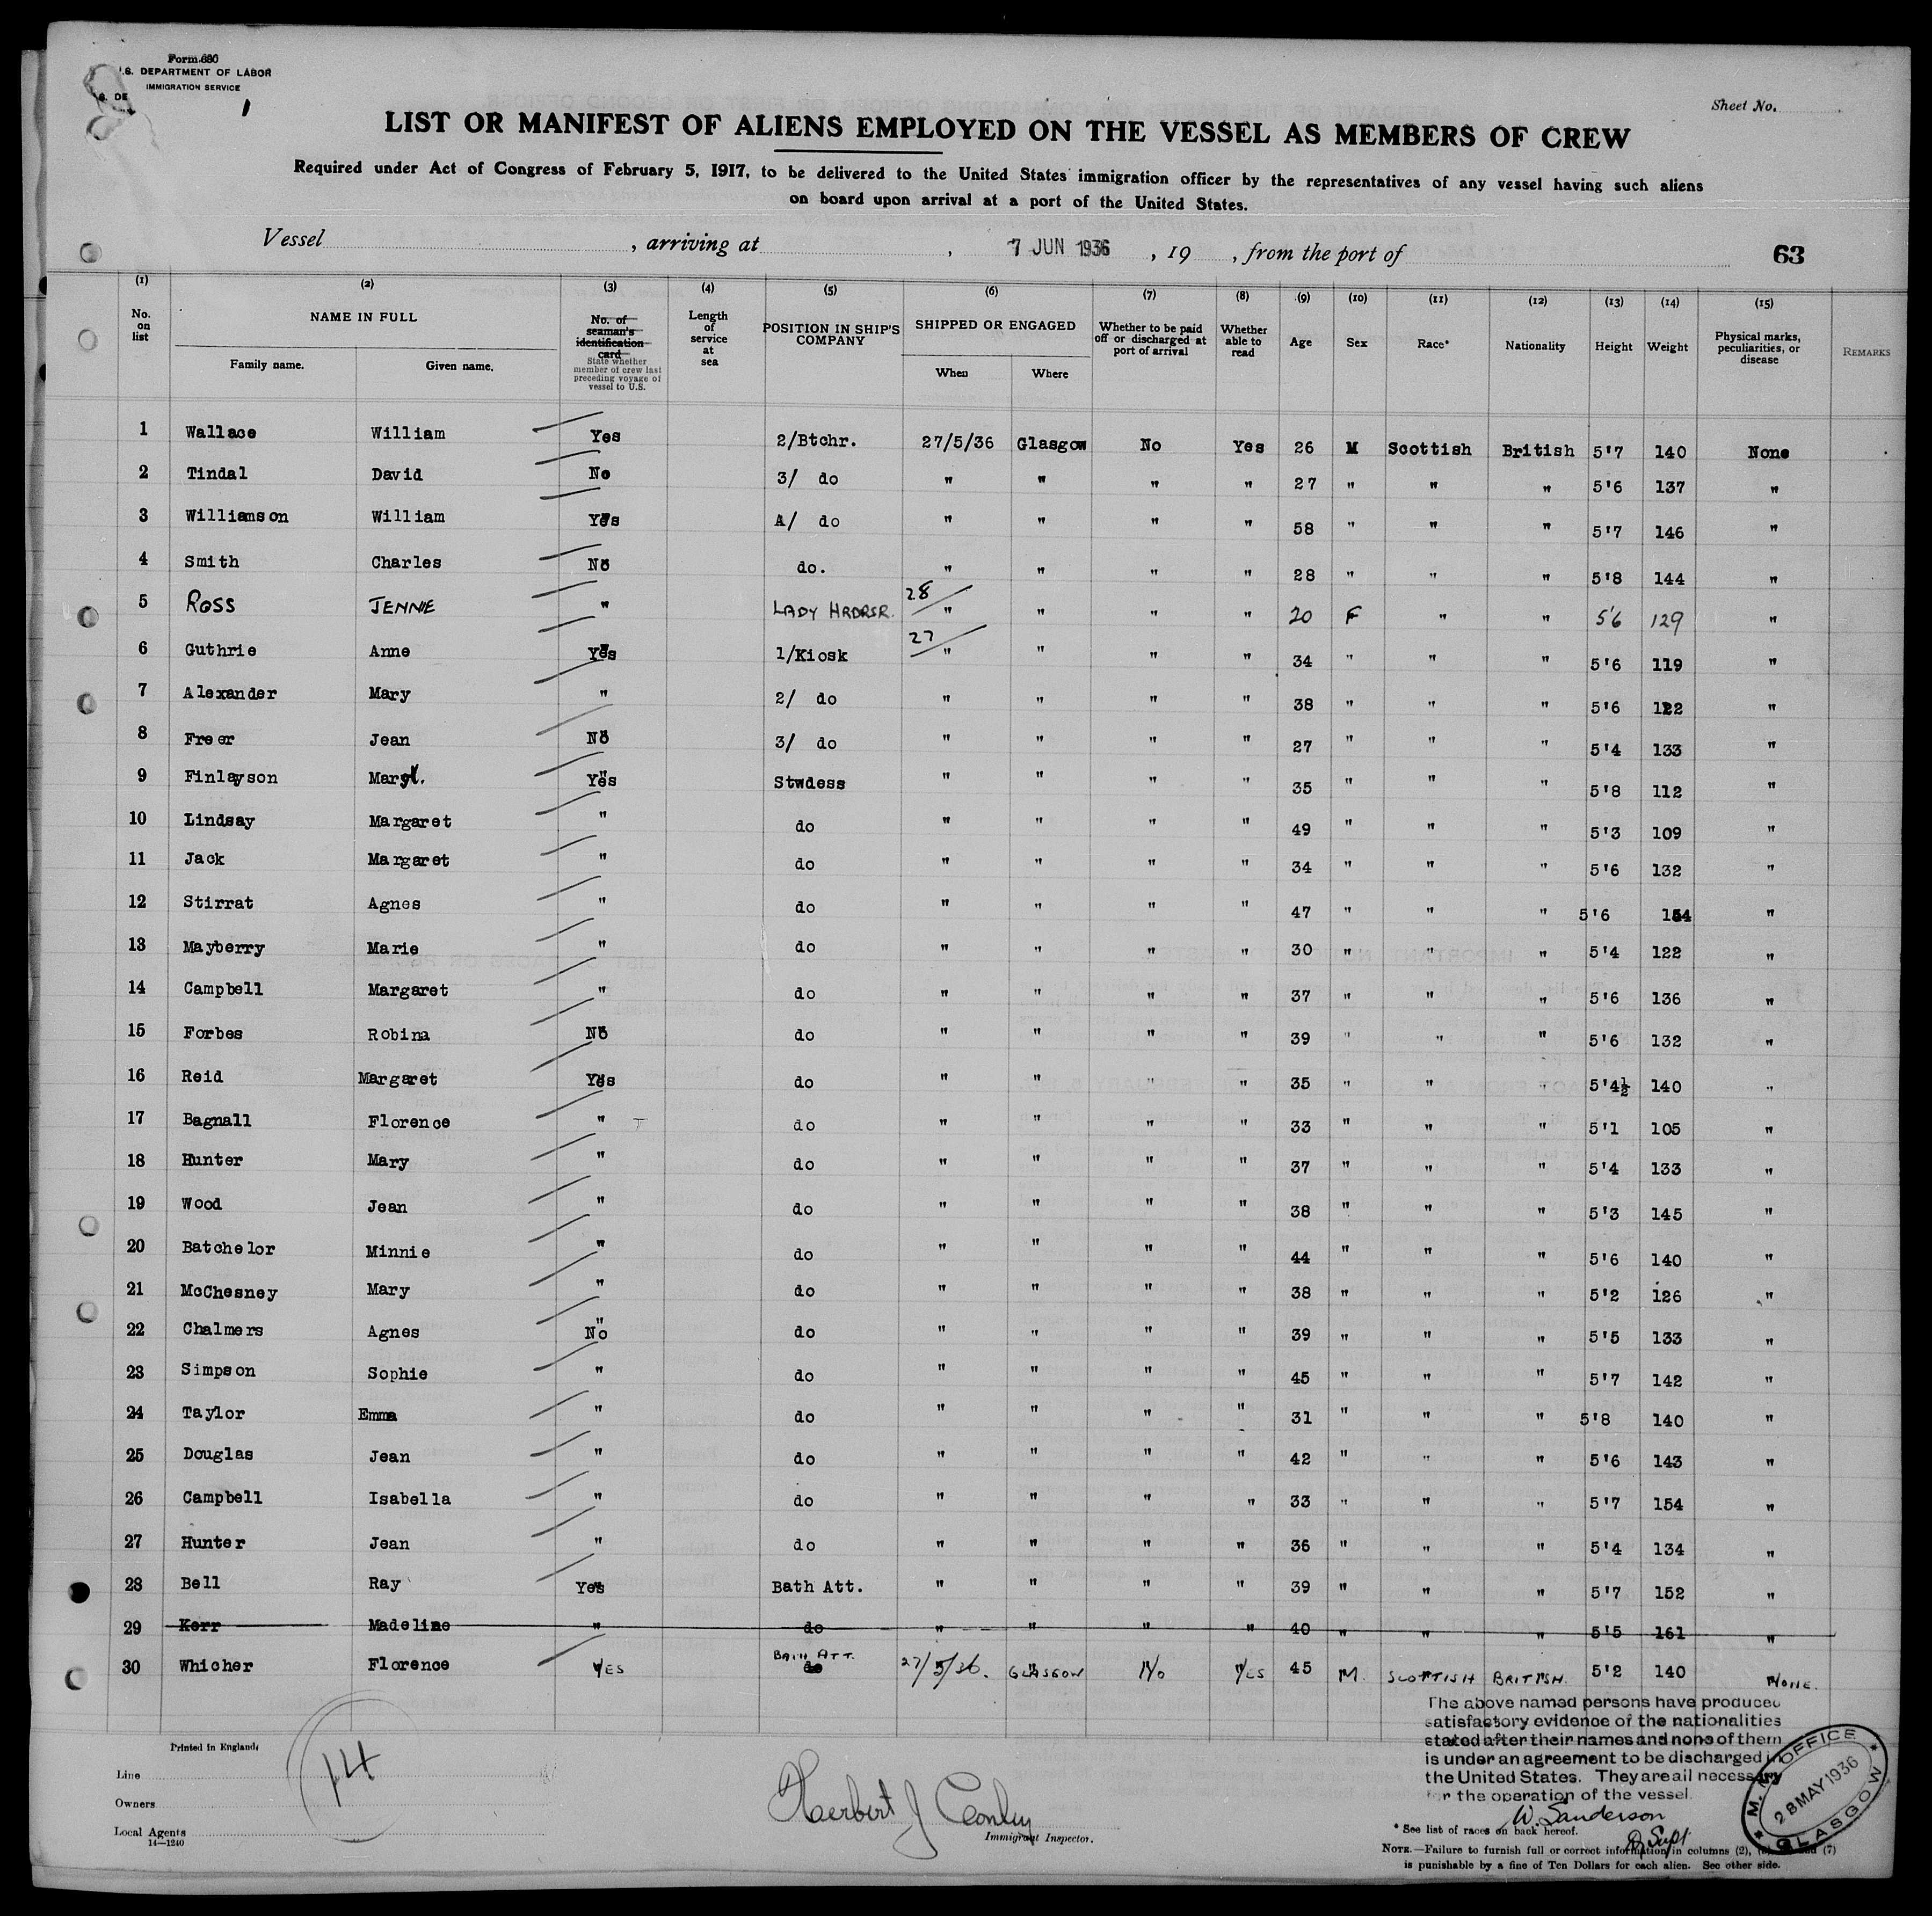 Form 680
U.S. DEPARTMENT OF LABOR
IMMIGRATION SERVICE
S. DE
1
Sheet No.
LIST OR MANIFEST OF ALIENS EMPLOYED ON THE VESSEL AS MEMBERS OF CREW
Required under Act of Congress of February 5, 1917, to be delivered to the United States immigration officer by the representatives of any vessel having such aliens
on board upon arrival at a port of the United States.
Vessel , arriving at , 7 JUN 1936 , 19 , from the port of 63
(1) (2) (3) (4) (5) (6) (7) (8) (9) (10) (11) (12) (13) (14) (15)
No. on list NAME IN FULL Family name. Given name. No. of seaman's identification card State whether member of crew last preceding voyage of vessel to U.S. Length of service at sea POSITION IN SHIP'S COMPANY SHIPPED OR ENGAGED When Where Whether to be paid off or discharged at port of arrival Whether able to read Age Sex Race* Nationality Height Weight Physical marks, peculiarities, or disease REMARKS
1 Wallace William Yes 2/Btchr. 27/5/36 Glasgow No Yes 26 M Scottish British 5'7 140 None
2 Tindal David No 3/ do " " " " 27 " " " 5'6 137 "
3 Williamson William Yes A/ do " " " " 58 " " " 5'7 146 "
4 Smith Charles No do. " " " " 28 " " " 5'8 144 "
5 ROSS JENNIE " LADY HRDRSR. 28/ " " " " 20 F " " 5'6 129 "
6 Guthrie Anne Yes 1/Kiosk 27/ " " " " 34 " " " 5'6 119 "
7 Alexander Mary " 2/ do " " " " 38 " " " 5'6 122 "
8 Freer Jean No 3/ do " " " " 27 " " " 5'4 133 "
9 Finlayson Margt. Yes Stwdess " " " " 35 " " " 5'8 112 "
10 Lindsay Margaret " do " " " " 49 " " " 5'3 109 "
11 Jack Margaret " do " " " " 34 " " " 5'6 132 "
12 Stirrat Agnes " do " " " " 47 " " " 5'6 "
13 Mayberry Marie " do " " " " 30 " " " 5'4 122 "
14 Campbell Margaret " do " " " " 37 " " " 5'6 136 "
15 Forbes Robina No do " " " " 39 " " " 5'6 132 "
16 Reid Margaret Yes do " " " " 35 " " " 5'4½ 140 "
17 Bagnall Florence " do " " " " 33 " " " 5'1 105 "
18 Hunter Mary " do " " " " 37 " " " 5'4 133 "
19 Wood Jean " do " " " " 38 " " " 5'3 145 "
20 Batchelor Minnie " do " " " " 44 " " " 5'6 140 "
21 McChesney Mary " do " " " " 38 " " " 5'2 126 "
22 Chalmers Agnes No do " " " " 39 " " " 5'5 133 "
23 Simpson Sophie " do " " " " 45 " " " 5'7 142 "
24 Taylor Emma " do " " " " 31 " " " 5'8 140 "
25 Douglas Jean " do " " " " 42 " " " 5'6 143 "
26 Campbell Isabella " do " " " " 33 " " " 5'7 154 "
27 Hunter Jean " do " " " " 36 " " " 5'4 134 "
28 Bell Ray Yes Bath Att. " " " " 39 " " " 5'7 152 "
29 Kerr Madeline " do " " " " 40 " " " 5'5 161 "
30 Whicher Florence YES BATH ATT. 27/5/36. GLASGOW No YES 45 M. SCOTTISH BRITISH. 5'2 140 NONE.
The above named persons have produced
satisfactory evidence of the nationalities
stated after their names and none of them
is under an agreement to be discharged in
the United States. They are all necessary
for the operation of the vessel.
W. Sanderson
D/Supt
M. M. OFFICE
28 MAY 1936
GLASGOW
Printed in England
Line
Owners
Local Agents
14—1240
14
Herbert J Conley
Immigrant Inspector.
* See list of races on back hereof.
NOTE.—Failure to furnish full or correct information in columns (2), and (7)
is punishable by a fine of Ten Dollars for each alien. See other side.